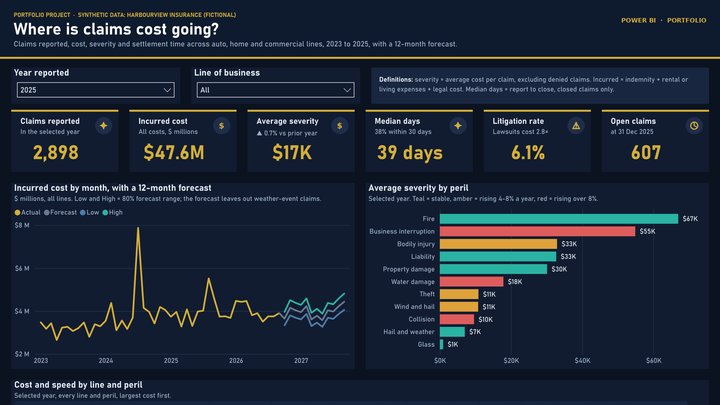 PORTFOLIO PROJECT · SYNTHETIC DATA: HARBOURVIEW INSURANCE (FICTIONAL)
Where is claims cost going?
Claims reported, cost, severity and settlement time across auto, home and commercial lines, 2023 to 2025, with a 12-month forecast.
POWER BI · PORTFOLIO
Year reported
2025
Line of business
All
Definitions: severity = average cost per claim, excluding denied claims. Incurred = indemnity + rental or
living expenses + legal cost. Median days = report to close, closed claims only.
Claims reported
In the selected year
2,898
Incurred cost
All costs, $ millions
$
$47.6M
Average severity
▲ 0.7% vs prior year
$
$17K
Median days
38% within 30 days
39 days
Litigation rate
Lawsuits cost 2.8×
6.1%
Open claims
at 31 Dec 2025
607
Incurred cost by month, with a 12-month forecast
$ millions, all lines. Low and High = 80% forecast range; the forecast leaves out weather-event claims.
Actual Forecast Low High
$8 M
$6 M
$4 M
$2 M
2023 2024 2025 2026 2027
Average severity by peril
Selected year. Teal = stable, amber = rising 4-8% a year, red = rising over 8%.
Fire $67K
Business interruption $55K
Bodily injury $33K
Liability $33K
Property damage $30K
Water damage $18K
Theft $11K
Wind and hail $11K
Collision $10K
Hail and weather $7K
Glass $1K
$0K $20K $40K $60K
Cost and speed by line and peril
Selected year, every line and peril, largest cost first.